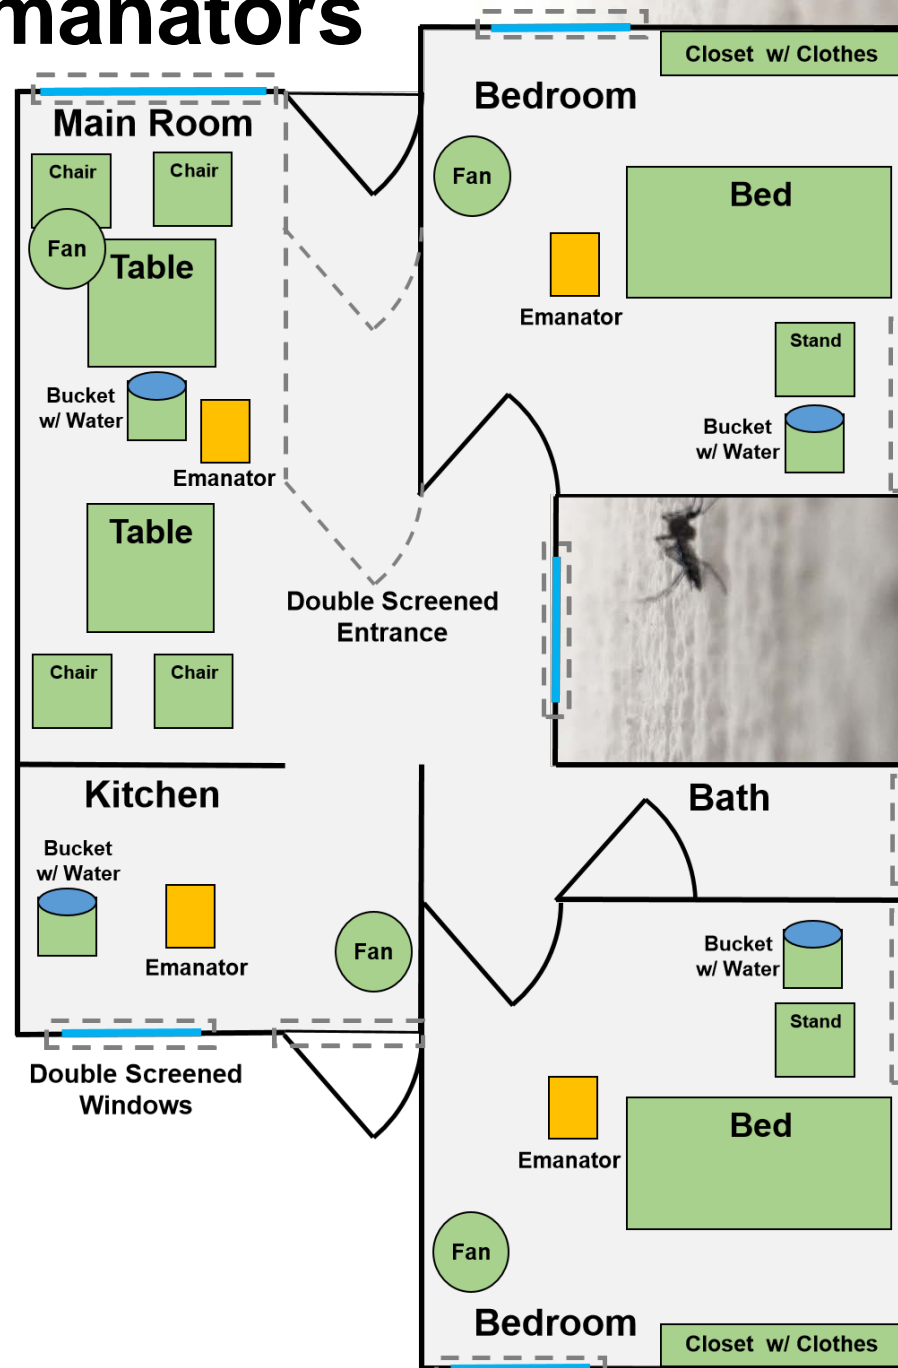 manators
Closet w/ Clothes
Bedroom
Main Room
Chair
Chair
Fan
Bed
Fan
Table
Emanator
Stand
Bucket
w/ Water
Bucket
w/ Water
Emanator
Table
Double Screened
Entrance
Chair
Chair
Kitchen
Bath
Bucket
w/ Water
Emanator
Fan
Bucket
w/ Water
Stand
Double Screened
Windows
Bed
Emanator
Fan
Bedroom
Closet w/ Clothes